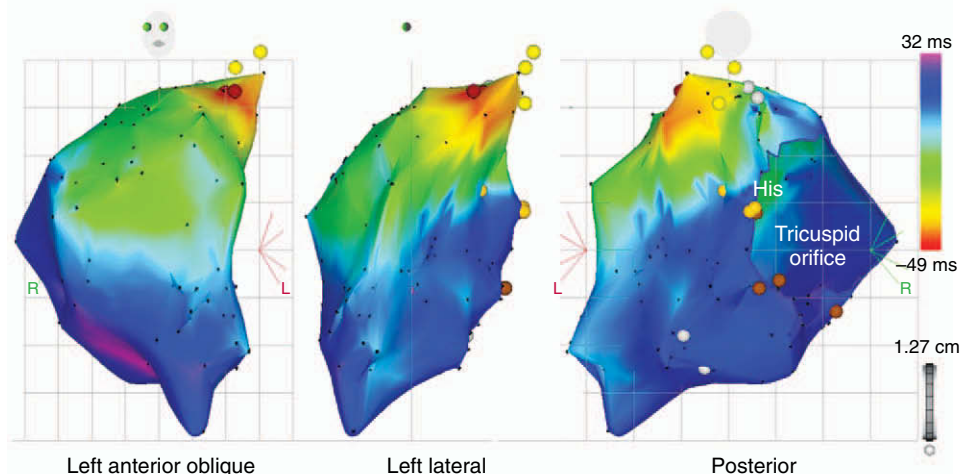 32 ms
His
Tricuspid
orifice
–49 ms
R
L
L
R
1.27 cm
Left anterior oblique
Left lateral
Posterior